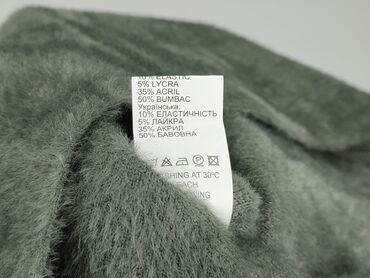 10% ELASTIC
5% LYCRA
35% ACRIL
50% BUMBAC
Українська:
10% ЕЛАСТИЧНІСТЬ
5% ЛАЙКРА
35% АКРИЛ
50% БАВОВНА
SHING AT 30°C
EACH
NING